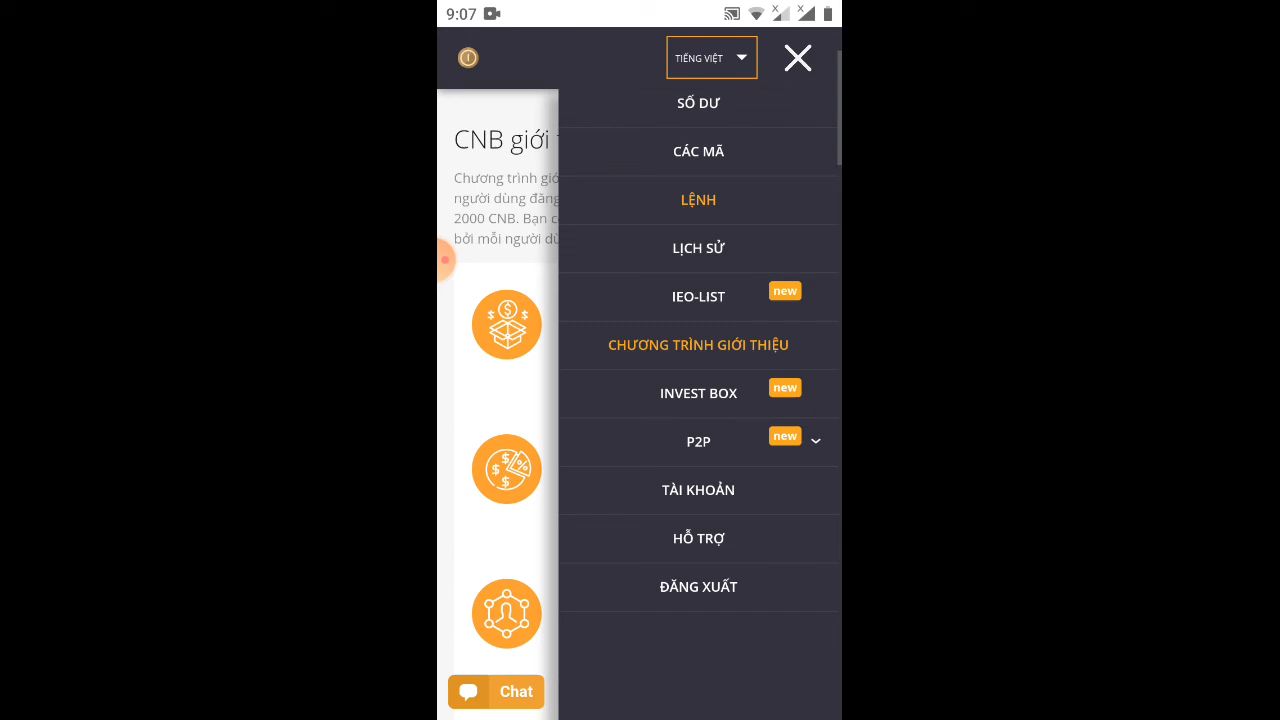 9:07
TIẾNG VIỆT
SỐ DƯ
CÁC MÃ
LỆNH
LỊCH SỬ
IEO-LIST new
CHƯƠNG TRÌNH GIỚI THIỆU
INVEST BOX new
P2P new
TÀI KHOẢN
HỖ TRỢ
ĐĂNG XUẤT
CNB giới
Chương trình
người dùng đăng
2000 CNB. Bạn
bởi mỗi người
Chat